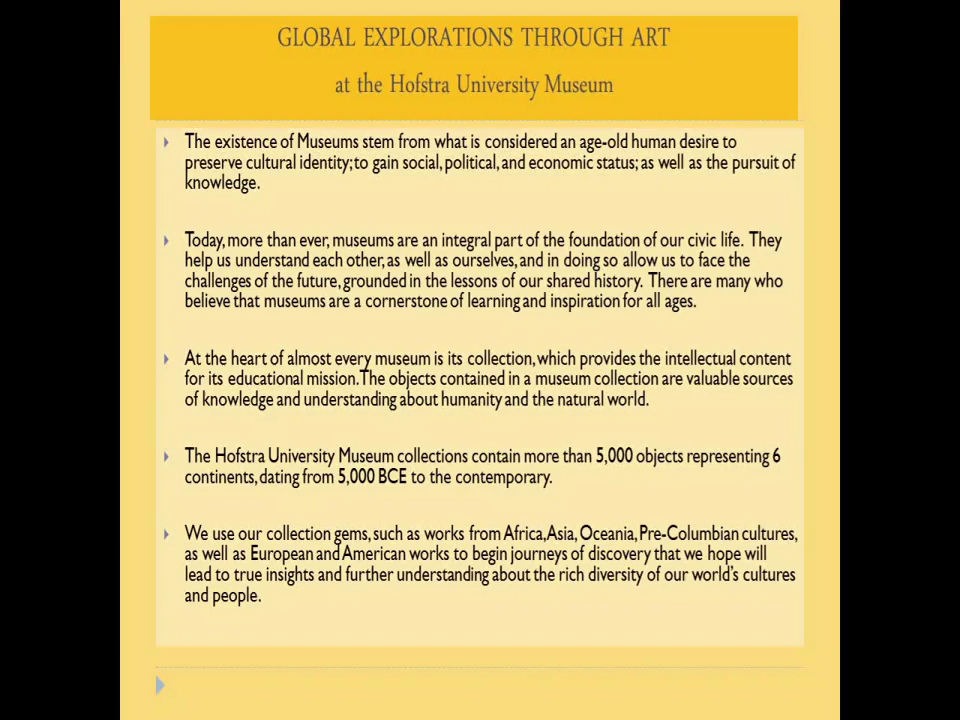 GLOBAL EXPLORATIONS THROUGH ART
at the Hofstra University Museum
The existence of Museums stem from what is considered an age-old human desire to
preserve cultural identity; to gain social, political, and economic status; as well as the pursuit of
knowledge.
Today, more than ever, museums are an integral part of the foundation of our civic life. They
help us understand each other, as well as ourselves, and in doing so allow us to face the
challenges of the future, grounded in the lessons of our shared history. There are many who
believe that museums are a cornerstone of learning and inspiration for all ages.
At the heart of almost every museum is its collection, which provides the intellectual content
for its educational mission. The objects contained in a museum collection are valuable sources
of knowledge and understanding about humanity and the natural world.
The Hofstra University Museum collections contain more than 5,000 objects representing 6
continents, dating from 5,000 BCE to the contemporary.
We use our collection gems, such as works from Africa, Asia, Oceania, Pre-Columbian cultures,
as well as European and American works to begin journeys of discovery that we hope will
lead to true insights and further understanding about the rich diversity of our world's cultures
and people.